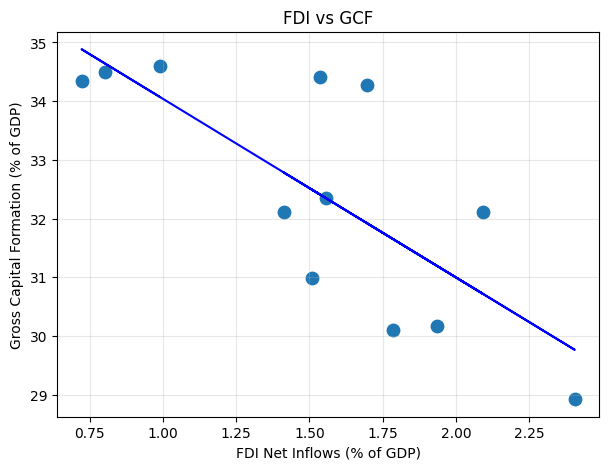 FDI vs GCF
Gross Capital Formation (% of GDP)
35
34
33
32
31
30
29
0.75 1.00 1.25 1.50 1.75 2.00 2.25
FDI Net Inflows (% of GDP)